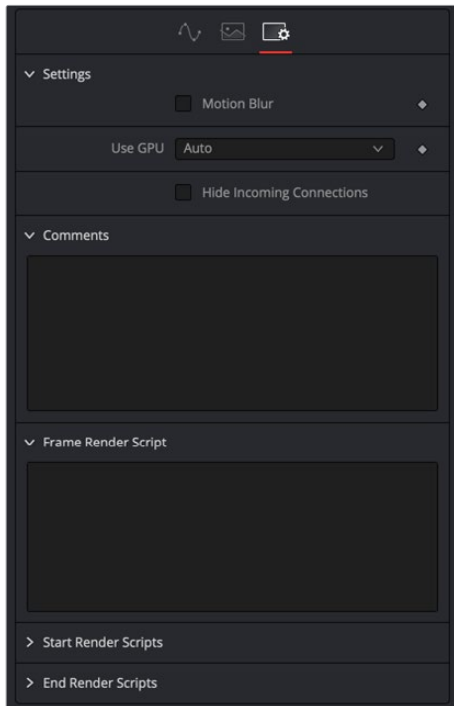 Settings
Motion Blur
Use GPU Auto
Hide Incoming Connections
Comments
Frame Render Script
Start Render Scripts
End Render Scripts